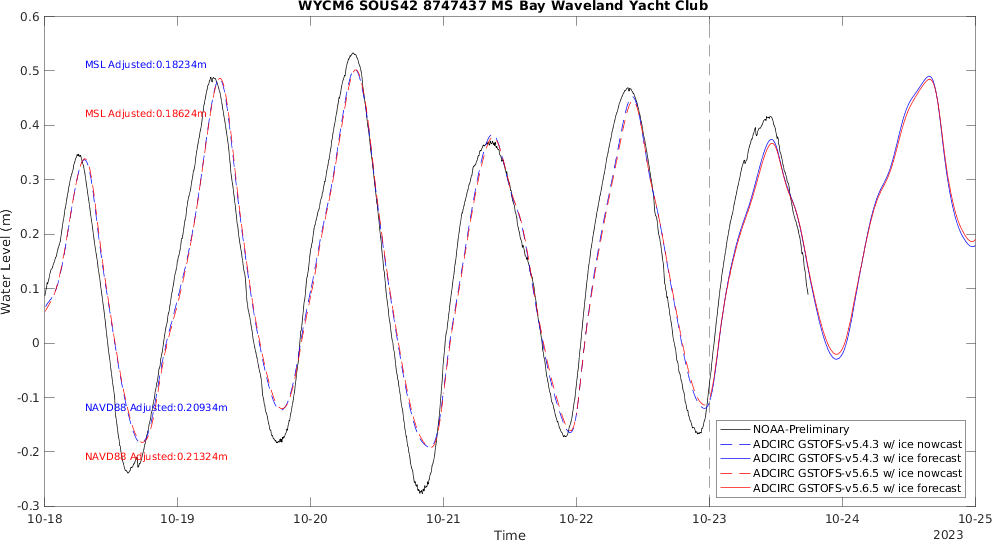 WYCM6 SOUS42 8747437 MS Bay Waveland Yacht Club
0.6
0.5
0.4
0.3
0.2
0.1
0
-0.1
-0.2
-0.3
Water Level (m)
MSL Adjusted:0.18234m
MSL Adjusted:0.18624m
NAVD88 Adjusted:0.20934m
NAVD88 Adjusted:0.21324m
NOAA-Preliminary
ADCIRC GSTOFS-v5.4.3 w/ ice nowcast
ADCIRC GSTOFS-v5.4.3 w/ ice forecast
ADCIRC GSTOFS-v5.6.5 w/ ice nowcast
ADCIRC GSTOFS-v5.6.5 w/ ice forecast
10-18 10-19 10-20 10-21 10-22 10-23 10-24 10-25
Time
2023